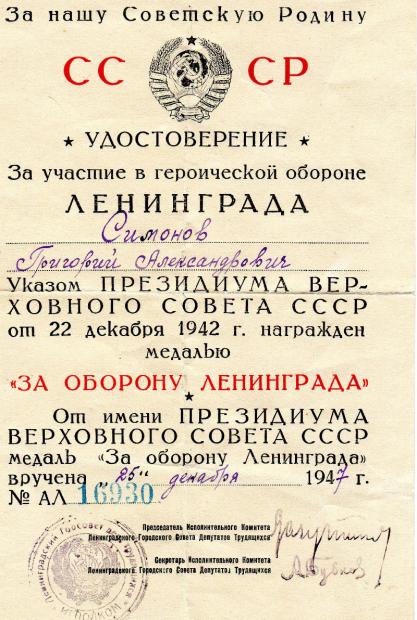 За нашу Советскую Родину
СС СР
★ УДОСТОВЕРЕНИЕ ★
За участие в героической обороне
ЛЕНИНГРАДА
Симонов
Григорий Александрович
Указом ПРЕЗИДИУМА ВЕР-
ХОВНОГО СОВЕТА СССР
от 22 декабря 1942 г. награжден
медалью
«ЗА ОБОРОНУ ЛЕНИНГРАДА»
★
От имени ПРЕЗИДИУМА
ВЕРХОВНОГО СОВЕТА СССР
медаль «За оборону Ленинграда»
вручена „25“ декабря 1947 г.
№ АЛ 16930
Председатель Исполнительного Комитета
Ленинградского Городского Совета Депутатов Трудящихся
Секретарь Исполнительного Комитета
Ленинградского Городского Совета Депутатов Трудящихся
Ленинградский Горсовет
ИСПОЛКОМ